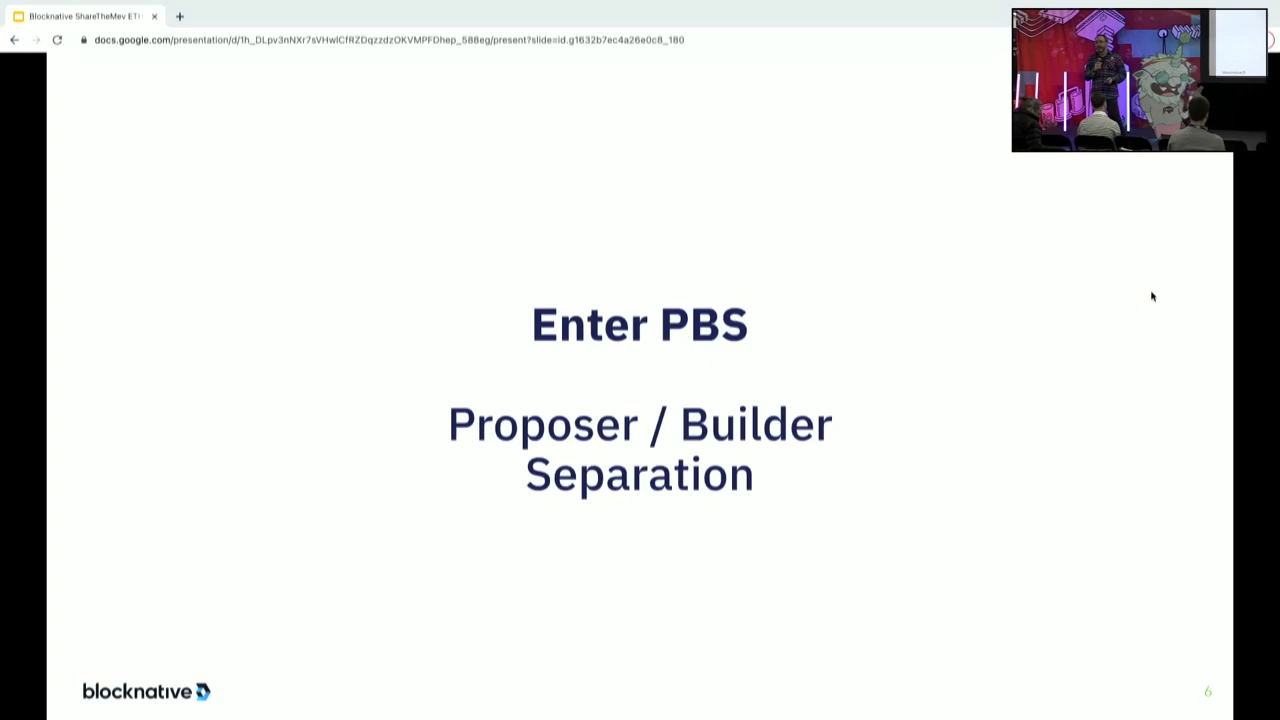 Blocknative ShareTheMev ETH
docs.google.com/presentation/d/1h_DLpv3nNXr7sVHwlCfRZDqzzdzOKVMPFDhep_588eg/present?slide=id.g1632b7ec4a26e0c8_180
Enter PBS
Proposer / Builder
Separation
blocknative
6